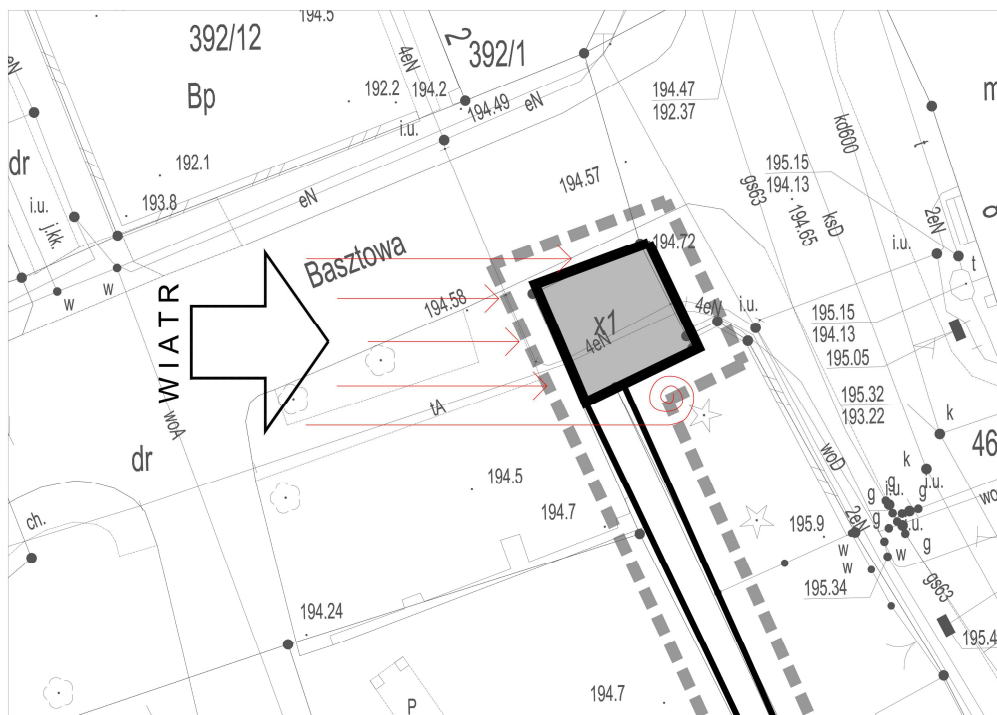 194.5
392/12
2
392/1
4eN
eN
Bp
192.2
194.2
194.49
eN
i.u.
194.47
192.37
kd600
t
m
dr
192.1
194.57
195.15
194.13
gs63
i.u.
193.8
eN
194.65
ksD
2eN
j.kk.
Basztowa
194.72
i.u.
t
w
w
WIATR
194.58
4eN
i.u.
195.15
194.13
195.05
x1
4eN
195.32
193.22
tA
woA
k
dr
woD
46
k
194.5
g
i.u.
i.u.
g
g
wo
ch.
194.7
195.9
2eN
g
i.u.
w
w
w
g
195.34
gs63
194.24
195.4
194.7
P